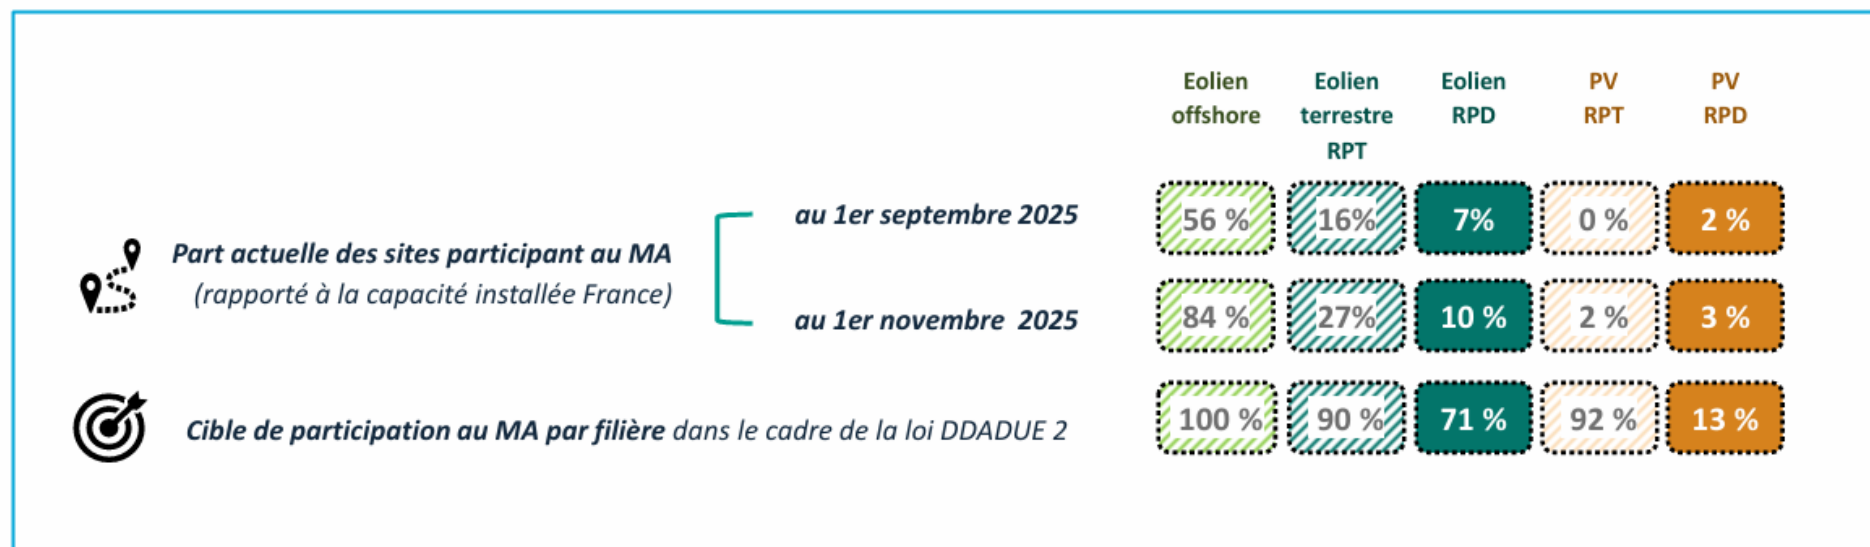 Eolien offshore
Eolien terrestre RPT
Eolien RPD
PV RPT
PV RPD
Part actuelle des sites participant au MA
(rapporté à la capacité installée France)
au 1er septembre 2025
56 % 16% 7% 0 % 2 %
au 1er novembre 2025
84 % 27% 10 % 2 % 3 %
Cible de participation au MA par filière dans le cadre de la loi DDADUE 2
100 % 90 % 71 % 92 % 13 %